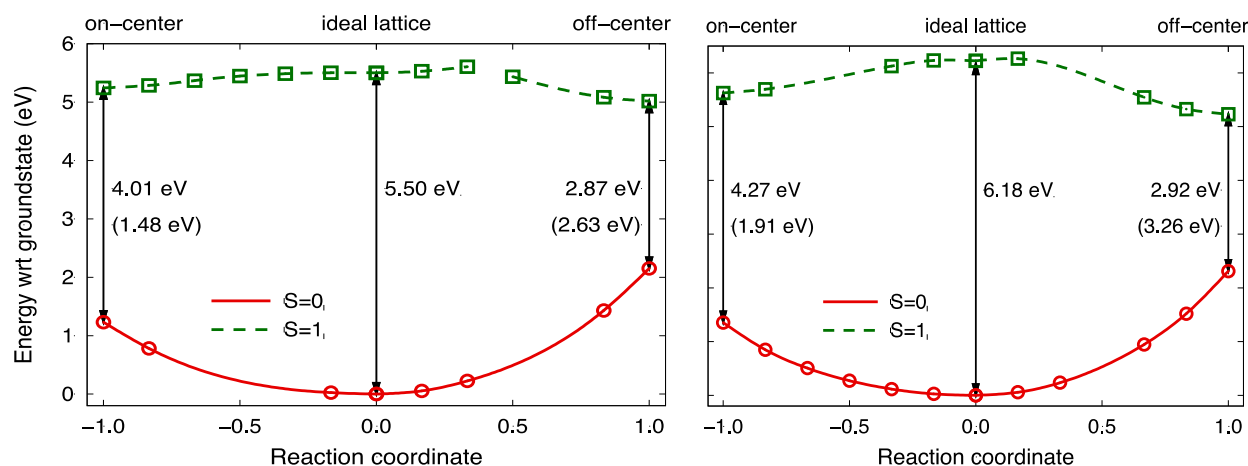 on-center ideal lattice off-center
6
5
4
3
2
1
0
Energy wrt groundstate (eV)
4.01 eV
(1.48 eV)
5.50 eV
2.87 eV
(2.63 eV)
S=0
S=1
-1.0 -0.5 0.0 0.5 1.0
Reaction coordinate
on-center ideal lattice off-center
4.27 eV
(1.91 eV)
6.18 eV
2.92 eV
(3.26 eV)
S=0
S=1
-1.0 -0.5 0.0 0.5 1.0
Reaction coordinate